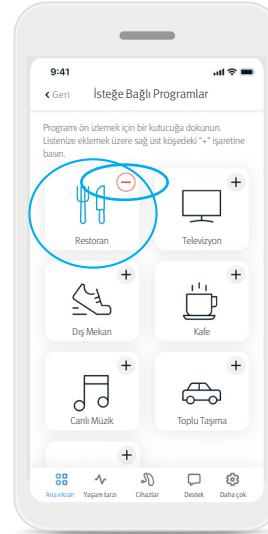 9:41
Geri
İsteğe Bağlı Programlar
Programı ön izlemek için bir kutucuğa dokunun.
Listenize eklemek üzere sağ üst köşedeki "+" işaretine
basın.
Restoran
Televizyon
Dış Mekan
Kafe
Canlı Müzik
Toplu Taşıma
Ana ekran
Yaşam tarzı
Cihazlar
Destek
Daha çok